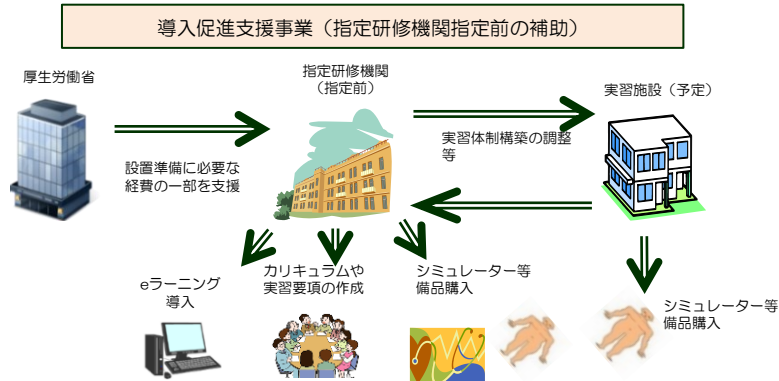 導入促進支援事業（指定研修機関指定前の補助）
厚生労働省
指定研修機関
（指定前）
実習施設（予定）
設置準備に必要な
経費の一部を支援
実習体制構築の調整
等
eラーニング
導入
カリキュラムや
実習要項の作成
シミュレーター等
備品購入
シミュレーター等
備品購入